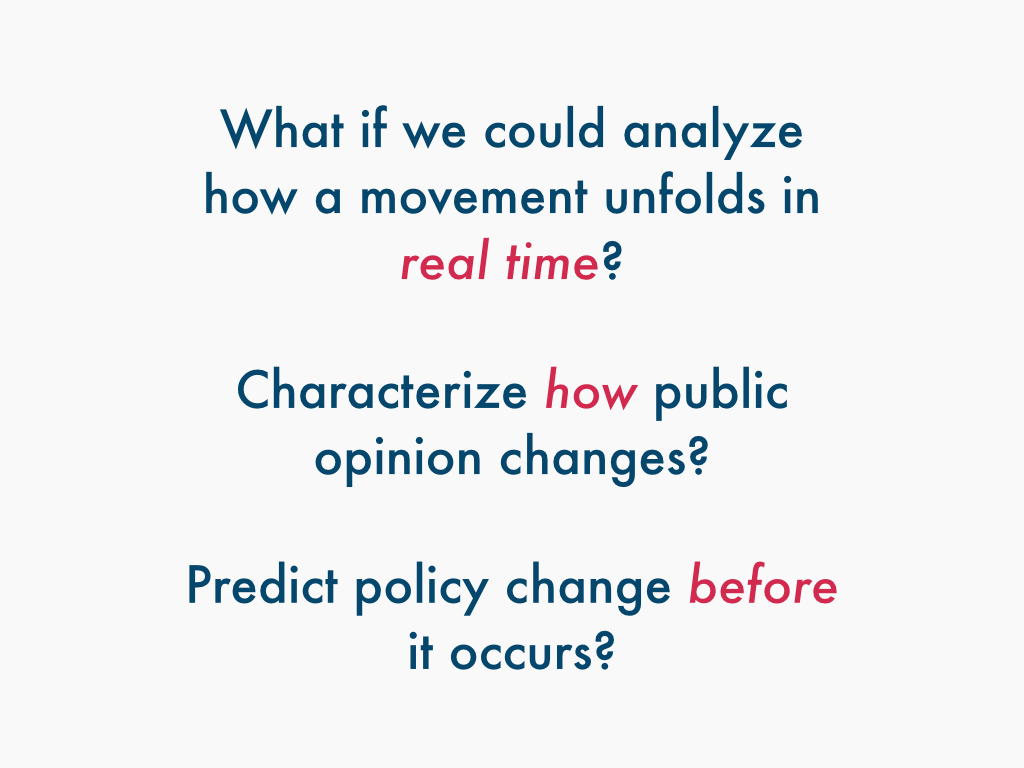 What if we could analyze
how a movement unfolds in
real time?
Characterize how public
opinion changes?
Predict policy change before
it occurs?